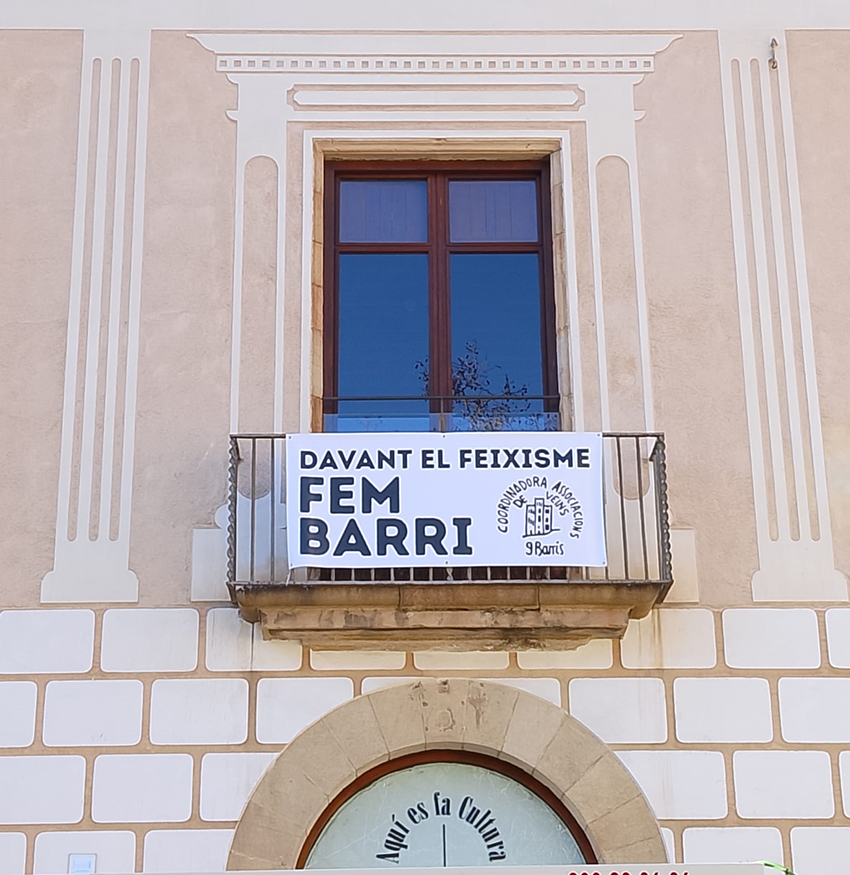 DAVANT EL FEIXISME
FEM
BARRI
COORDINADORA ASSOCIACIONS
DE VEÏNS
9 Barris
Aquí es fa Cultura